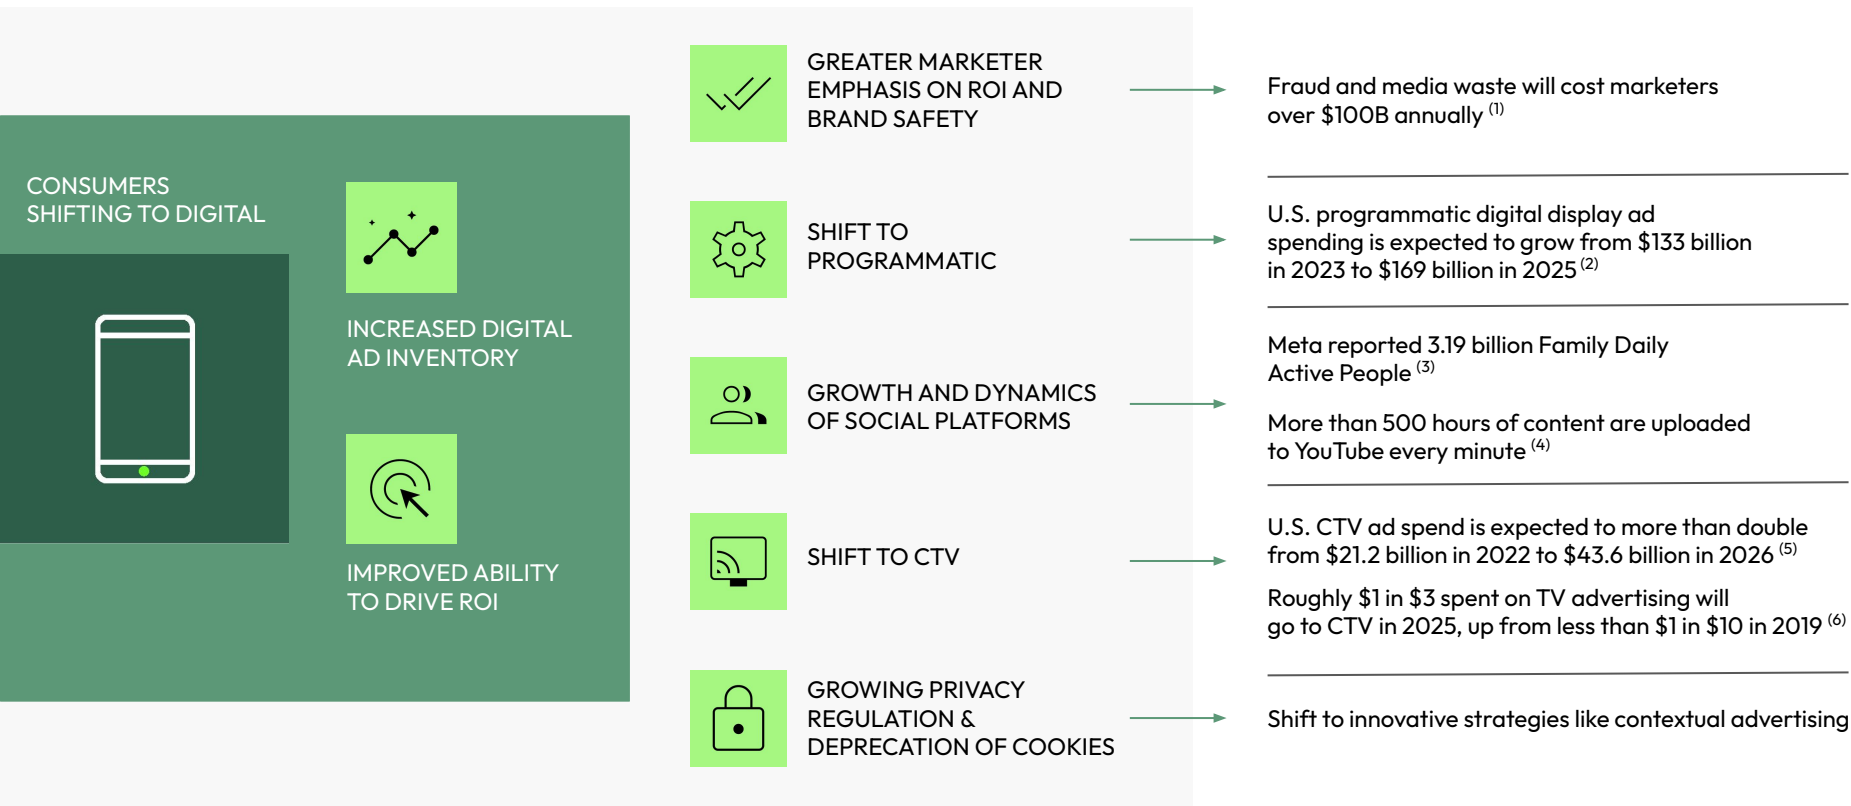 CONSUMERS
SHIFTING TO DIGITAL
INCREASED DIGITAL
AD INVENTORY
IMPROVED ABILITY
TO DRIVE ROI
GREATER MARKETER
EMPHASIS ON ROI AND
BRAND SAFETY
Fraud and media waste will cost marketers
over $100B annually (1)
SHIFT TO
PROGRAMMATIC
U.S. programmatic digital display ad
spending is expected to grow from $133 billion
in 2023 to $169 billion in 2025 (2)
GROWTH AND DYNAMICS
OF SOCIAL PLATFORMS
Meta reported 3.19 billion Family Daily
Active People (3)
More than 500 hours of content are uploaded
to YouTube every minute (4)
SHIFT TO CTV
U.S. CTV ad spend is expected to more than double
from $21.2 billion in 2022 to $43.6 billion in 2026 (5)
Roughly $1 in $3 spent on TV advertising will
go to CTV in 2025, up from less than $1 in $10 in 2019 (6)
GROWING PRIVACY
REGULATION &
DEPRECATION OF COOKIES
Shift to innovative strategies like contextual advertising